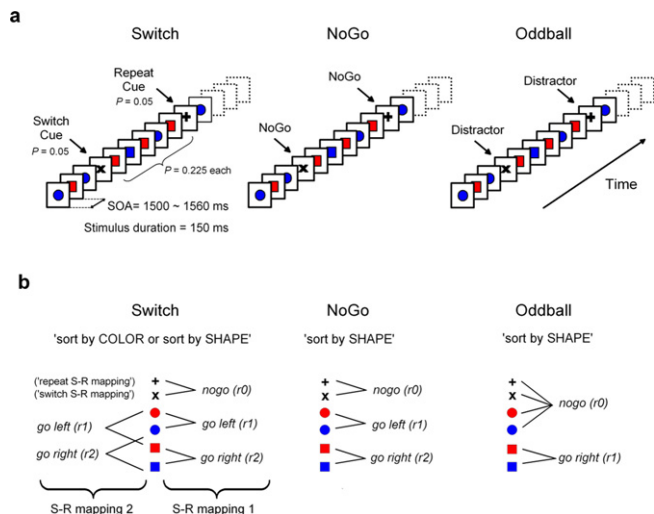 a
Switch
NoGo
Oddball
Repeat
Cue
P = 0.05
Switch
Cue
P = 0.05
+
x
P = 0.225 each
SOA= 1500 ~ 1560 ms
Stimulus duration = 150 ms
NoGo
NoGo
+
x
Distractor
Distractor
+
x
Time
b
Switch
NoGo
Oddball
'sort by COLOR or sort by SHAPE'
'sort by SHAPE'
'sort by SHAPE'
('repeat S-R mapping')
('switch S-R mapping')
+
x
nogo (r0)
go left (r1)
go right (r2)
go left (r1)
go right (r2)
S-R mapping 2
S-R mapping 1
+
x
nogo (r0)
go left (r1)
go right (r2)
+
x
nogo (r0)
go right (r1)